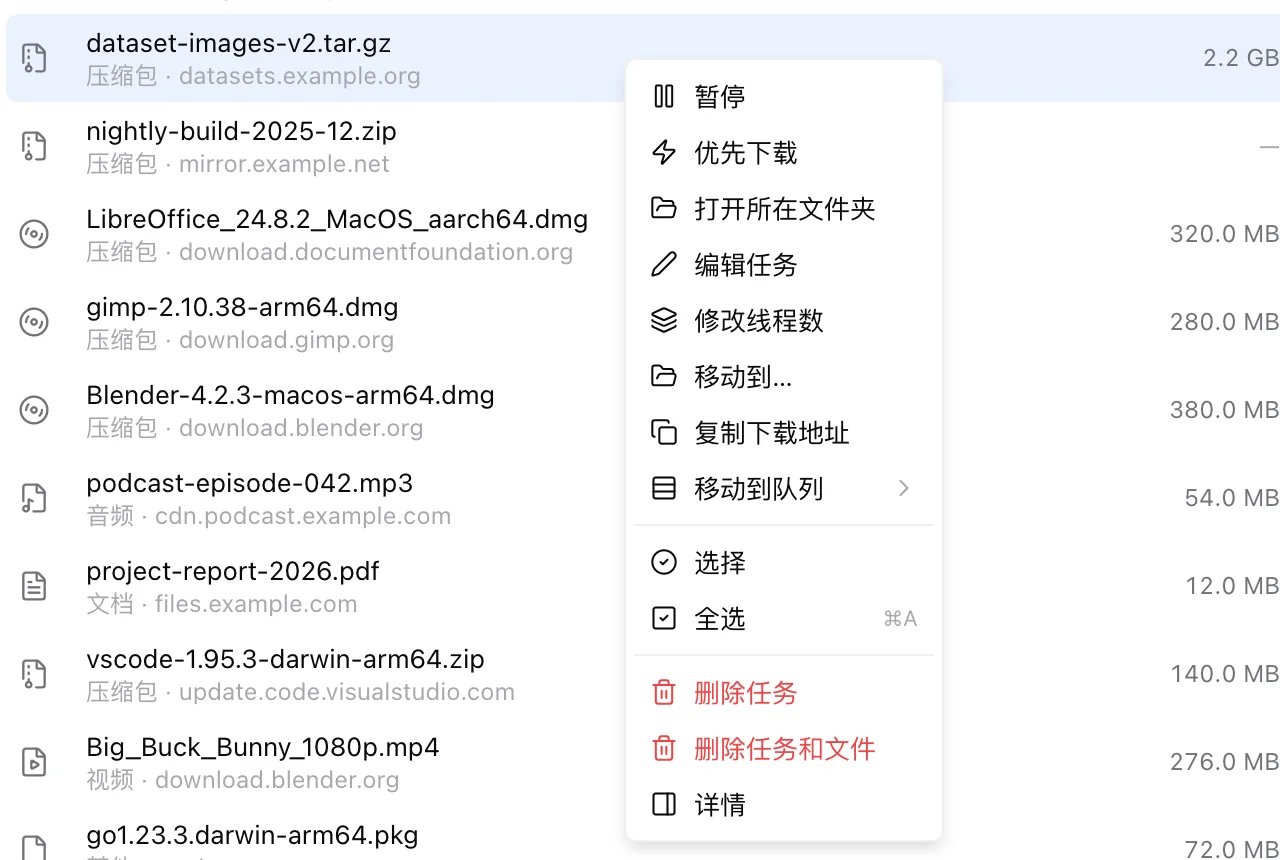 dataset-images-v2.tar.gz
压缩包 · datasets.example.org
2.2 GB
nightly-build-2025-12.zip
压缩包 · mirror.example.net
—
LibreOffice_24.8.2_MacOS_aarch64.dmg
压缩包 · download.documentfoundation.org
320.0 MB
gimp-2.10.38-arm64.dmg
压缩包 · download.gimp.org
280.0 MB
Blender-4.2.3-macos-arm64.dmg
压缩包 · download.blender.org
380.0 MB
podcast-episode-042.mp3
音频 · cdn.podcast.example.com
54.0 MB
project-report-2026.pdf
文档 · files.example.com
12.0 MB
vscode-1.95.3-darwin-arm64.zip
压缩包 · update.code.visualstudio.com
140.0 MB
Big_Buck_Bunny_1080p.mp4
视频 · download.blender.org
276.0 MB
go1.23.3.darwin-arm64.pkg
72.0 MB
暂停
优先下载
打开所在文件夹
编辑任务
修改线程数
移动到...
复制下载地址
移动到队列
选择
全选 ⌘A
删除任务
删除任务和文件
详情